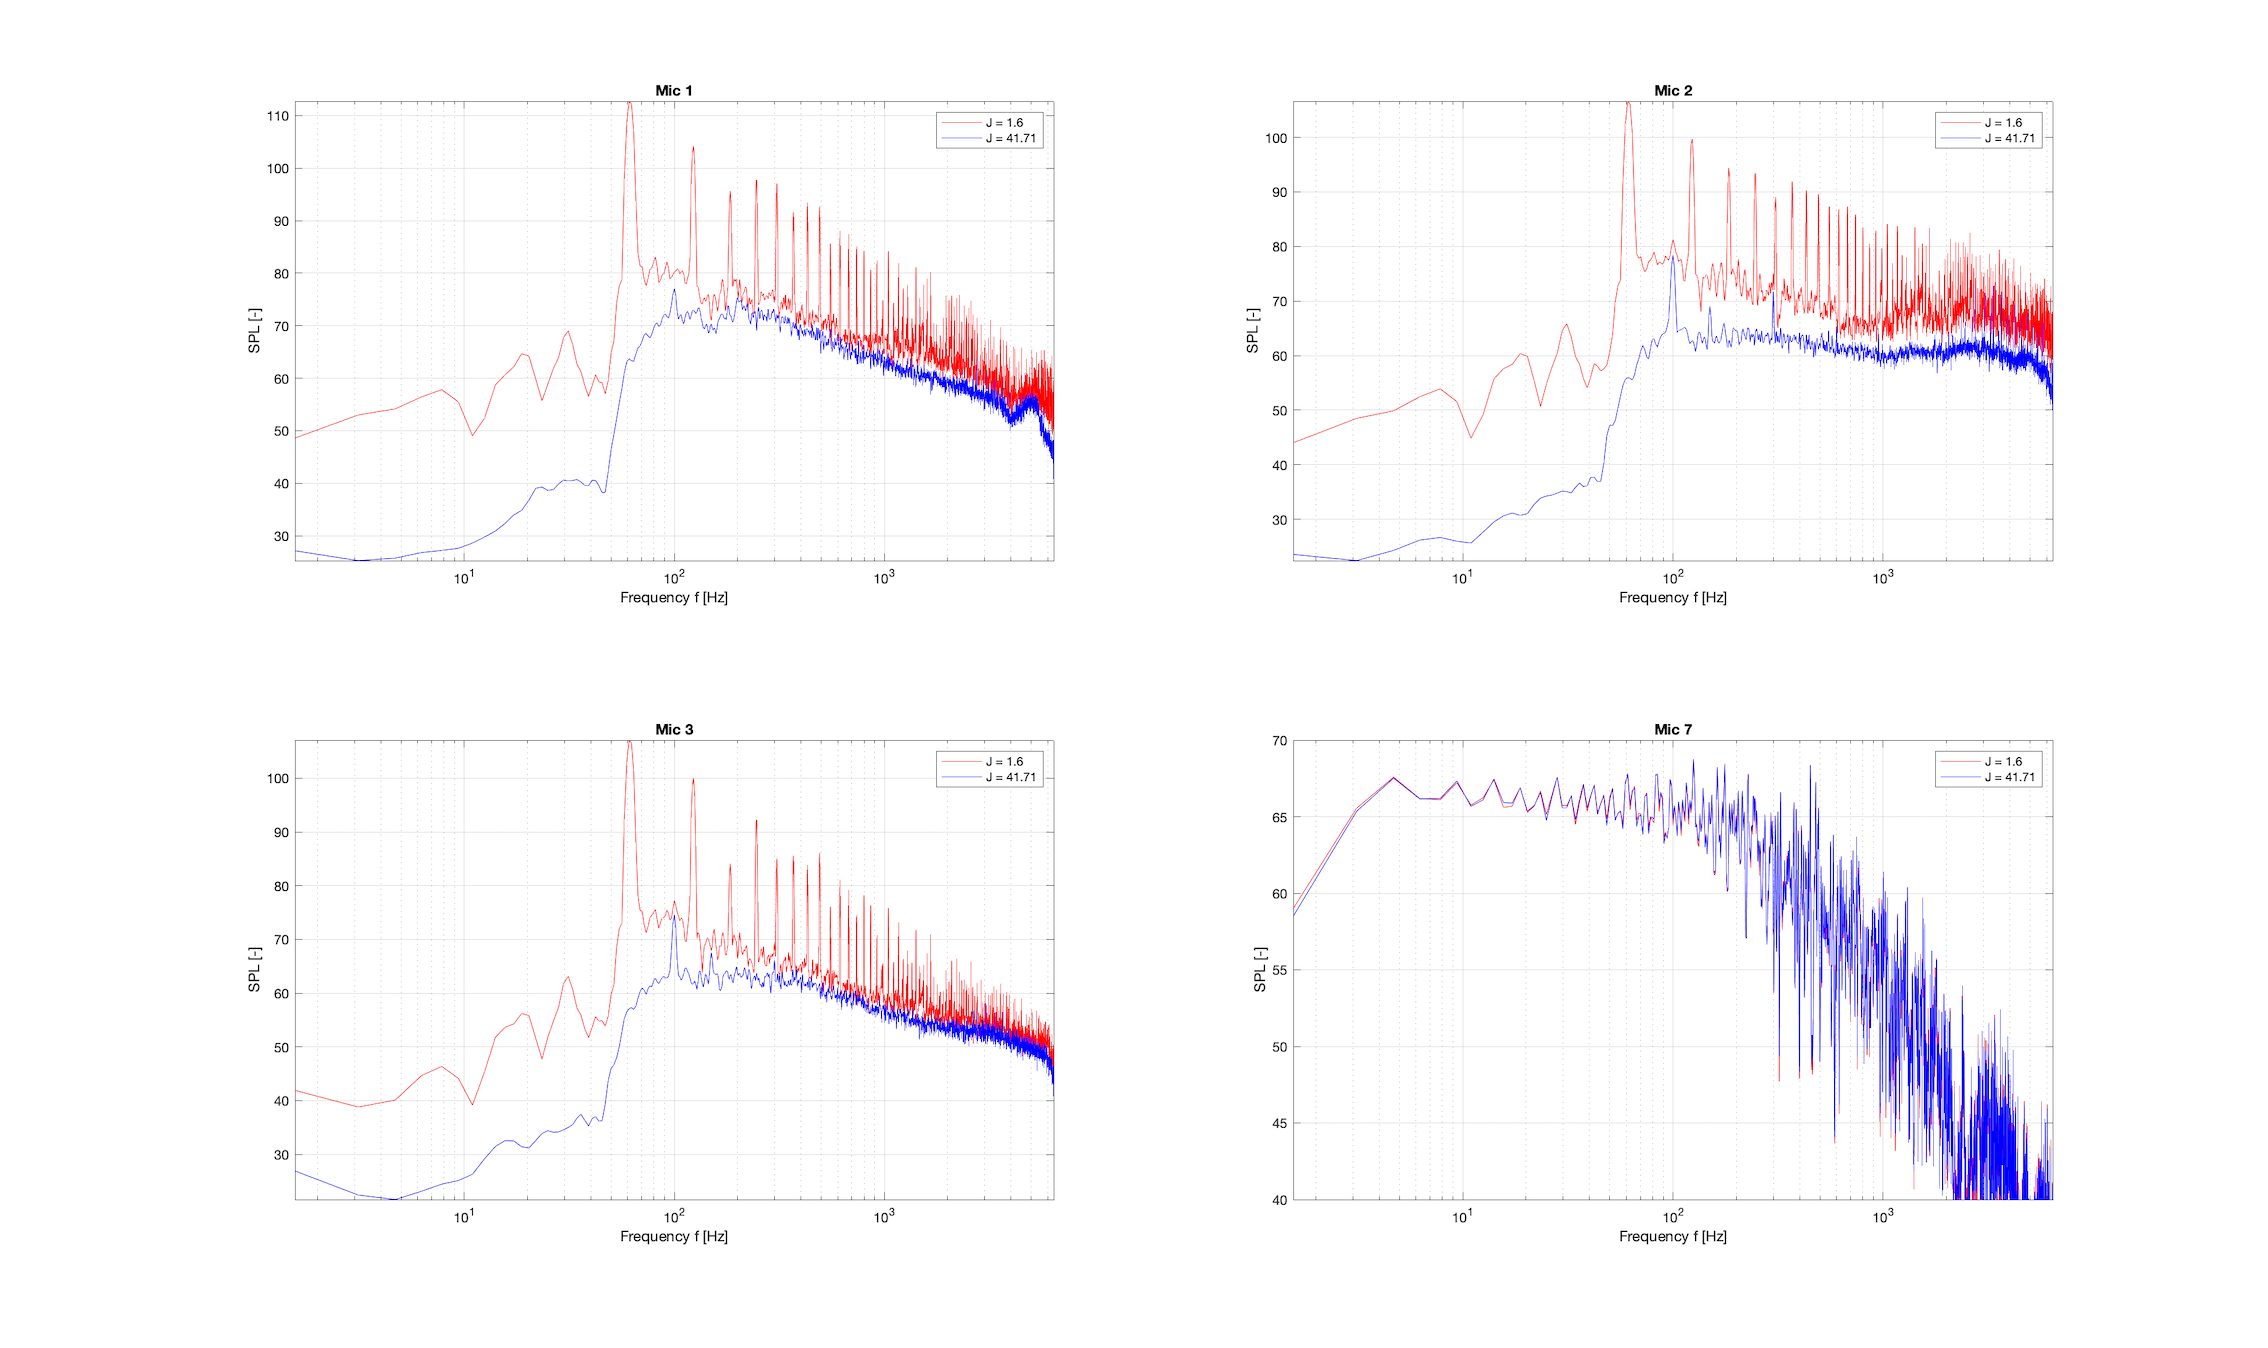 Mic 1
110
100
90
80
70
60
50
40
30
SPL [-]
10^1
10^2
10^3
Frequency f [Hz]
J = 1.6
J = 41.71
Mic 2
100
90
80
70
60
50
40
30
SPL [-]
10^1
10^2
10^3
Frequency f [Hz]
J = 1.6
J = 41.71
Mic 3
100
90
80
70
60
50
40
30
SPL [-]
10^1
10^2
10^3
Frequency f [Hz]
J = 1.6
J = 41.71
Mic 7
70
65
60
55
50
45
40
SPL [-]
10^1
10^2
10^3
Frequency f [Hz]
J = 1.6
J = 41.71